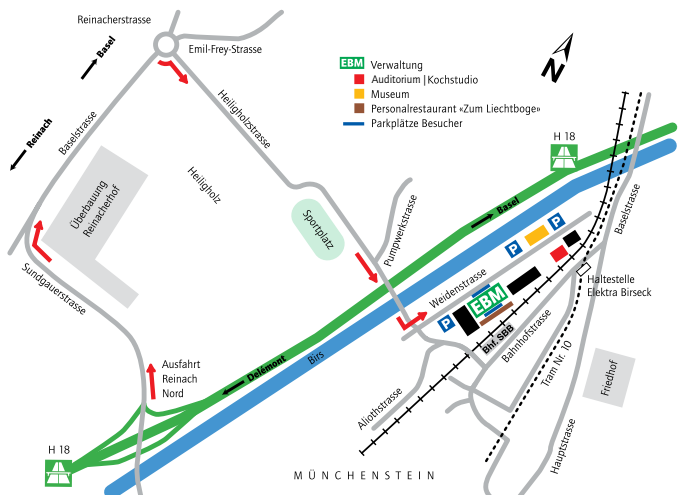 Reinacherstrasse
Emil-Frey-Strasse
Basel
Reinach
Baselstrasse
Heiligholzstrasse
Heiligholz
Überbauung
Reinacherhof
Sundgauerstrasse
Sportplatz
Pumpwerkstrasse
EBM Verwaltung
Auditorium | Kochstudio
Museum
Personalrestaurant «Zum Liechtboge»
Parkplätze Besucher
N
H 18
Basel
Baselstrasse
P
P
Weidenstrasse
EBM
P
Haltestelle
Elektra Birseck
Bhf. SBB
Bahnhofstrasse
Tram Nr. 10
Friedhof
Hauptstrasse
Aliothstrasse
Birs
Delémont
Ausfahrt
Reinach
Nord
H 18
MÜNCHENSTEIN